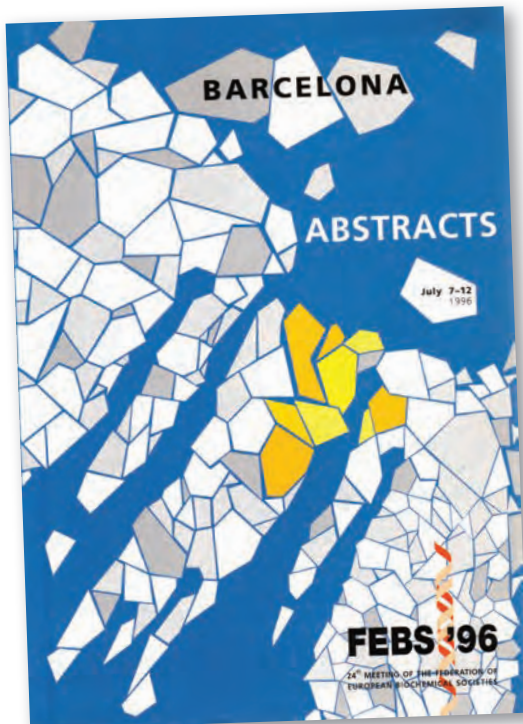 BARCELONA
ABSTRACTS
July 7-12
1996
FEBS '96
24th MEETING OF THE FEDERATION OF
EUROPEAN BIOCHEMICAL SOCIETIES